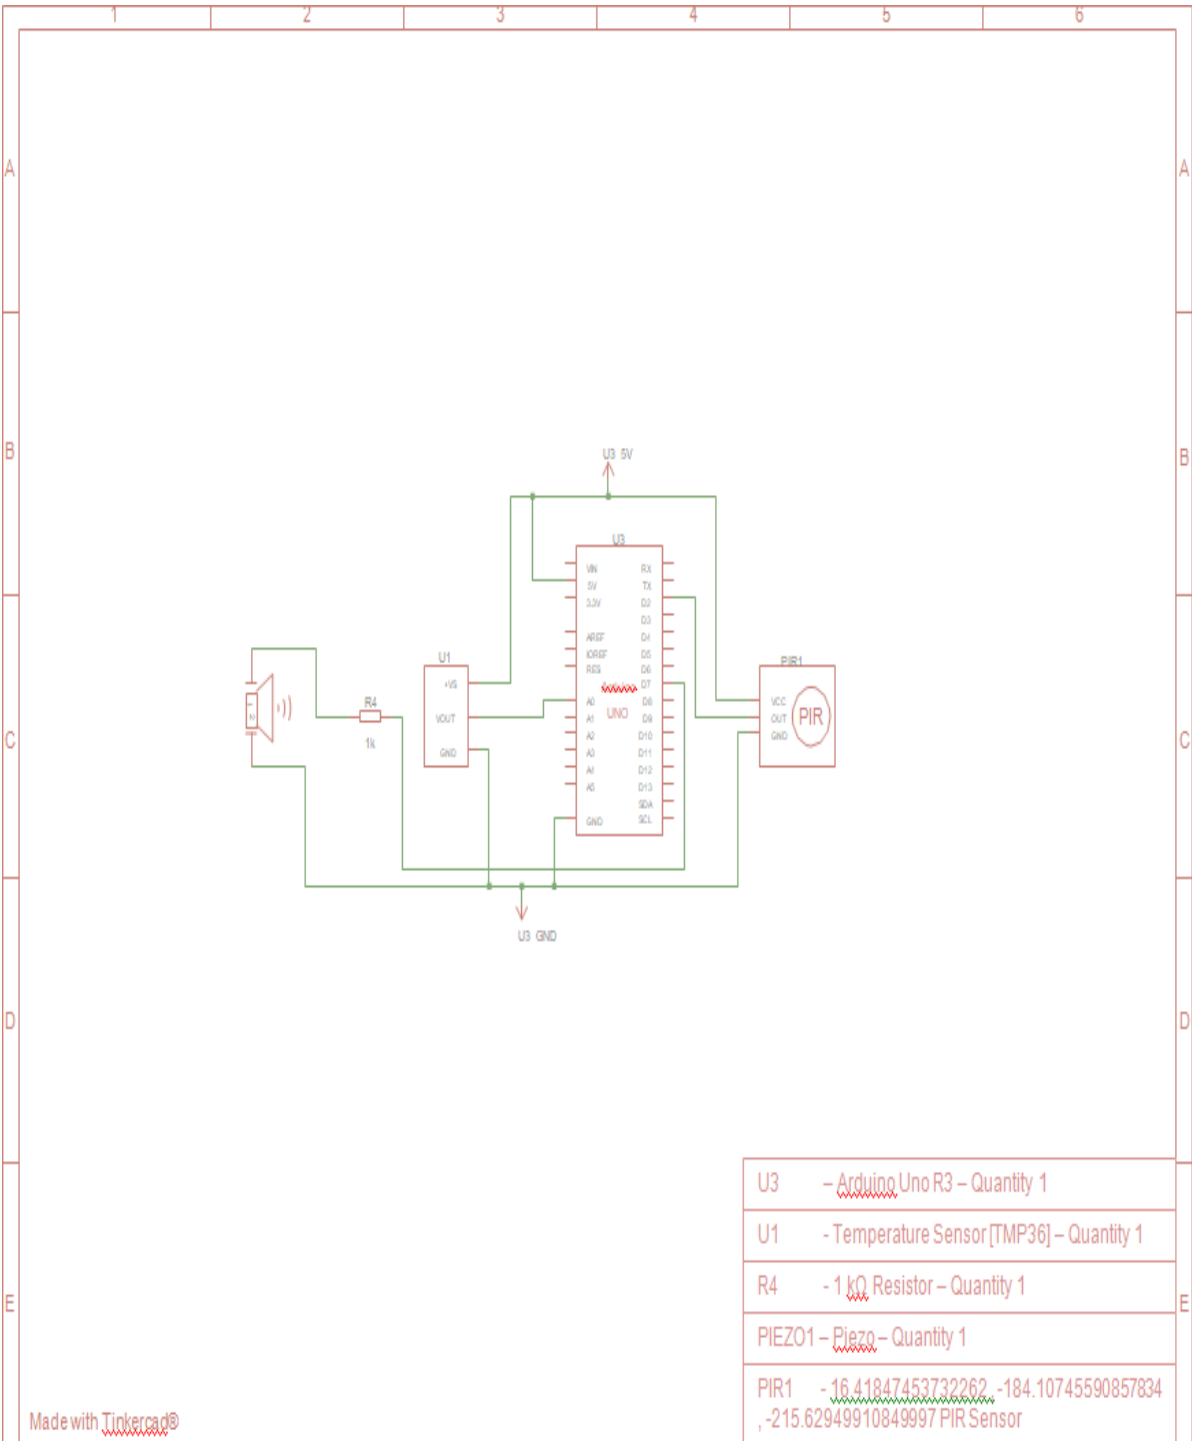 1 2 3 4 5 6
A A
B B
C C
D D
E E
U3 5V
U3
VIN RX
5V TX
3.3V D2
D3
AREF D4
IOREF D5
RES D6
D7
A0 D8
A1 D9
A2 D10
A3 D11
A4 D12
A5 D13
SDA
GND SCL
UNO
U1
+VS
VOUT
GND
R4
1k
1 2
PIR1
VCC
OUT
GND
PIR
U3 GND
U3 – Arduino Uno R3 – Quantity 1
U1 - Temperature Sensor [TMP36] – Quantity 1
R4 - 1 kΩ Resistor – Quantity 1
PIEZO1 – Piezo – Quantity 1
PIR1 - 16.41847453732262 , -184.10745590857834
, -215.62949910849997 PIR Sensor
Made with Tinkercad®